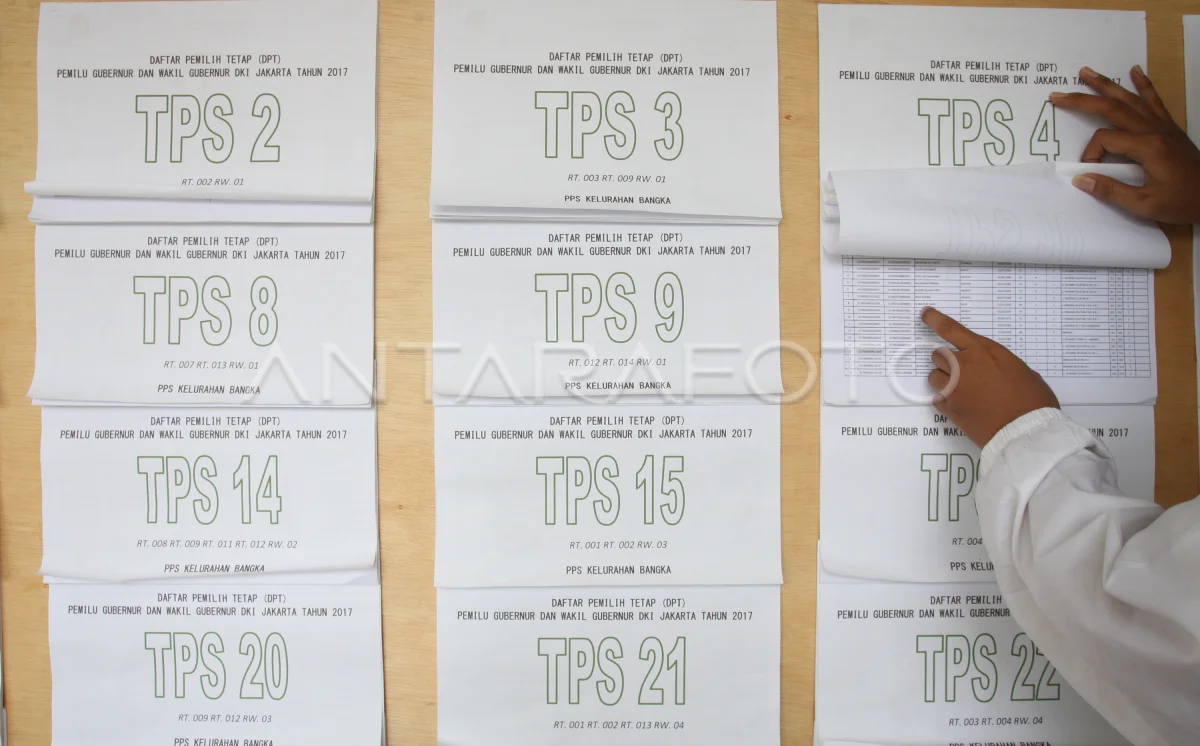 DAFTAR PEMILIH TETAP (DPT)
PEMILU GUBERNUR DAN WAKIL GUBERNUR DKI JAKARTA TAHUN 2017
TPS 2
RT. 002 RW. 01
DAFTAR PEMILIH TETAP (DPT)
PEMILU GUBERNUR DAN WAKIL GUBERNUR DKI JAKARTA TAHUN 2017
TPS 3
RT. 003 RT. 009 RW. 01
PPS KELURAHAN BANGKA
DAFTAR PEMILIH TETAP (DPT)
PEMILU GUBERNUR DAN WAKIL GUBERNUR DKI JAKARTA 2017
TPS 4
DAFTAR PEMILIH TETAP (DPT)
PEMILU GUBERNUR DAN WAKIL GUBERNUR DKI JAKARTA TAHUN 2017
TPS 8
RT. 007 RT. 013 RW. 01
PPS KELURAHAN BANGKA
DAFTAR PEMILIH TETAP (DPT)
PEMILU GUBERNUR DAN WAKIL GUBERNUR DKI JAKARTA TAHUN 2017
TPS 9
RT. 012 RT. 014 RW. 01
PPS KELURAHAN BANGKA
ANTARAFOTO
DAFTAR PEMILIH TETAP (DPT)
PEMILU GUBERNUR DAN WAKIL GUBERNUR DKI JAKARTA TAHUN 2017
TPS 14
RT. 008 RT. 009 RT. 011 RT. 012 RW. 02
PPS KELURAHAN BANGKA
DAFTAR PEMILIH TETAP (DPT)
PEMILU GUBERNUR DAN WAKIL GUBERNUR DKI JAKARTA TAHUN 2017
TPS 15
RT. 001 RT. 002 RW. 03
PPS KELURAHAN BANGKA
PEMILU GUBERNUR DAN WAKIL 2017
TPS
RT. 004
PPS
DAFTAR PEMILIH TETAP (DPT)
PEMILU GUBERNUR DAN WAKIL GUBERNUR DKI JAKARTA TAHUN 2017
TPS 20
RT. 009 RT. 012 RW. 03
PPS KELURAHAN BANGKA
DAFTAR PEMILIH TETAP (DPT)
PEMILU GUBERNUR DAN WAKIL GUBERNUR DKI JAKARTA TAHUN 2017
TPS 21
RT. 001 RT. 002 RT. 013 RW. 04
DAFTAR PEMILIH
PEMILU GUBERNUR DAN WAKIL GUBERNUR
TPS 22
RT. 003 RT. 004 RW. 04
PPS KELURAHAN BANGKA